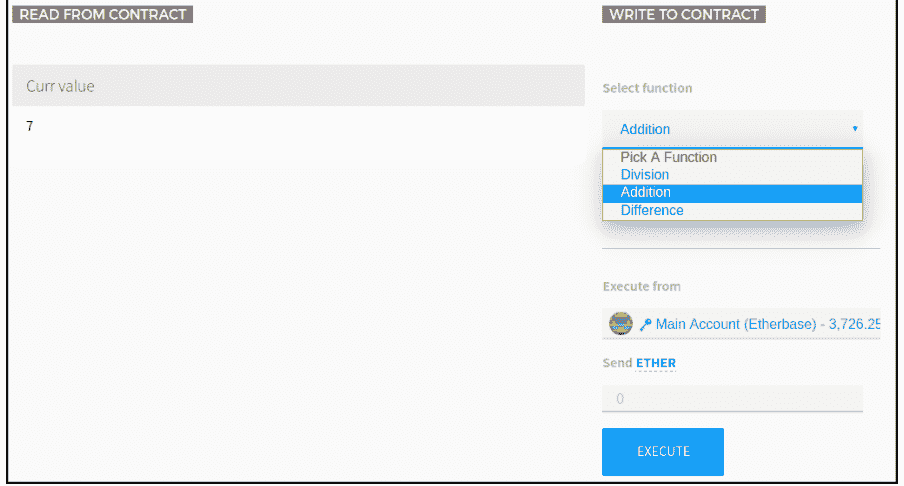 READ FROM CONTRACT
Curr value
7
WRITE TO CONTRACT
Select function
Addition
Pick A Function
Division
Addition
Difference
Execute from
Main Account (Etherbase) - 3,726.25
Send ETHER
0
EXECUTE